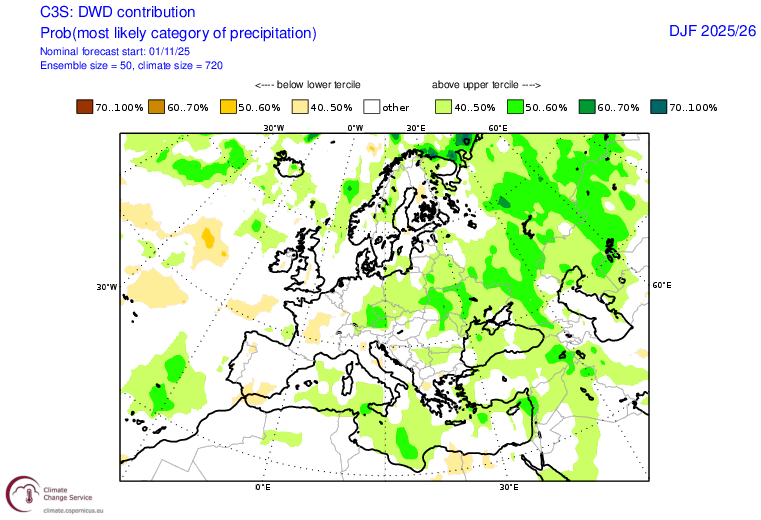 C3S: DWD contribution
Prob(most likely category of precipitation)
DJF 2025/26
Nominal forecast start: 01/11/25
Ensemble size = 50, climate size = 720
<---- below lower tercile above upper tercile ---->
70..100% 60..70% 50..60% 40..50% other 40..50% 50..60% 60..70% 70..100%
30°W 0°W 30°E 60°E
30°W 60°E
0°E 30°E
Climate
Change Service
climate.copernicus.eu